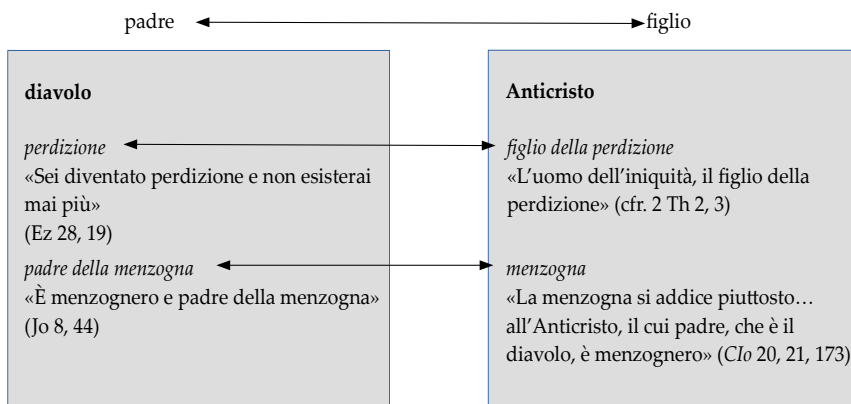 padre figlio
diavolo
perdizione
«Sei diventato perdizione e non esisterai
mai più»
(Ez 28, 19)
padre della menzogna
«È menzognero e padre della menzogna»
(Jo 8, 44)
Anticristo
figlio della perdizione
«L'uomo dell'iniquità, il figlio della
perdizione» (cfr. 2 Th 2, 3)
menzogna
«La menzogna si addice piuttosto…
all'Anticristo, il cui padre, che è il
diavolo, è menzognero» (CIo 20, 21, 173)